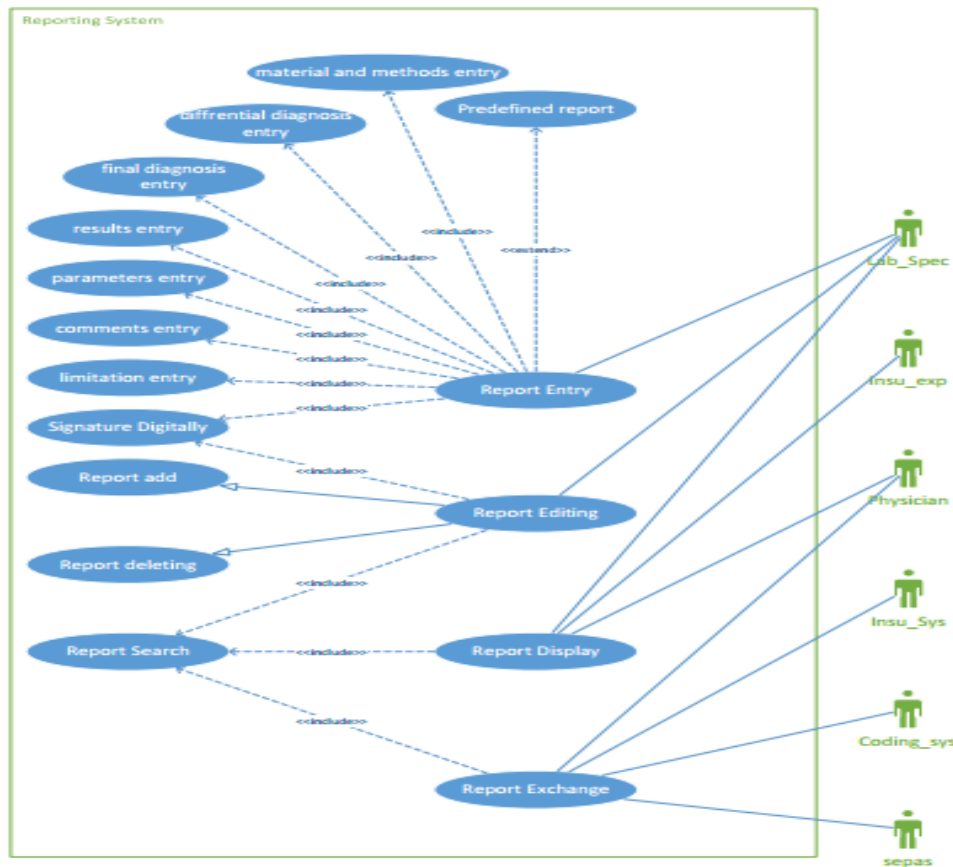 Reporting System
material and methods entry
Predefined report
diffrential diagnosis
entry
final diagnosis
entry
results entry
parameters entry
comments entry
limitation entry
Signature Digitally
Report add
Report deleting
Report Search
<<include>>
<<extend>>
<<include>>
<<include>>
<<include>>
<<include>>
<<include>>
<<include>>
<<include>>
<<include>>
<<include>>
<<include>>
<<include>>
Report Entry
Report Editing
Report Display
Report Exchange
Lab_Spec
Insu_exp
Physician
Insu_Sys
Coding_sys
sepas